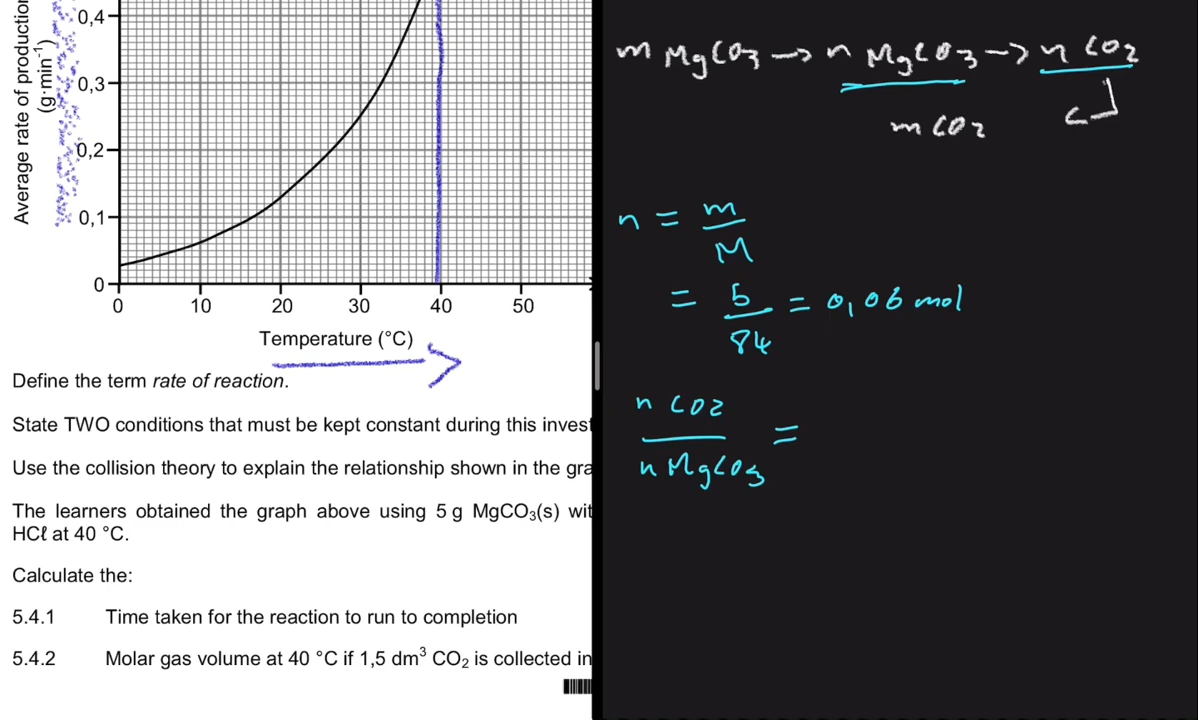 Average rate of production
(g·min⁻¹)
0,4
0,3
0,2
0,1
0
0 10 20 30 40 50
Temperature (°C)
Define the term rate of reaction.
State TWO conditions that must be kept constant during this invest
Use the collision theory to explain the relationship shown in the gra
The learners obtained the graph above using 5 g MgCO₃(s) wit
HCℓ at 40 °C.
Calculate the:
5.4.1 Time taken for the reaction to run to completion
5.4.2 Molar gas volume at 40 °C if 1,5 dm³ CO₂ is collected in
m MgCO3 → n MgCO3 → n CO2
m CO2
n = m
M
= 5 = 0,06 mol
84
n CO2 =
n MgCO3